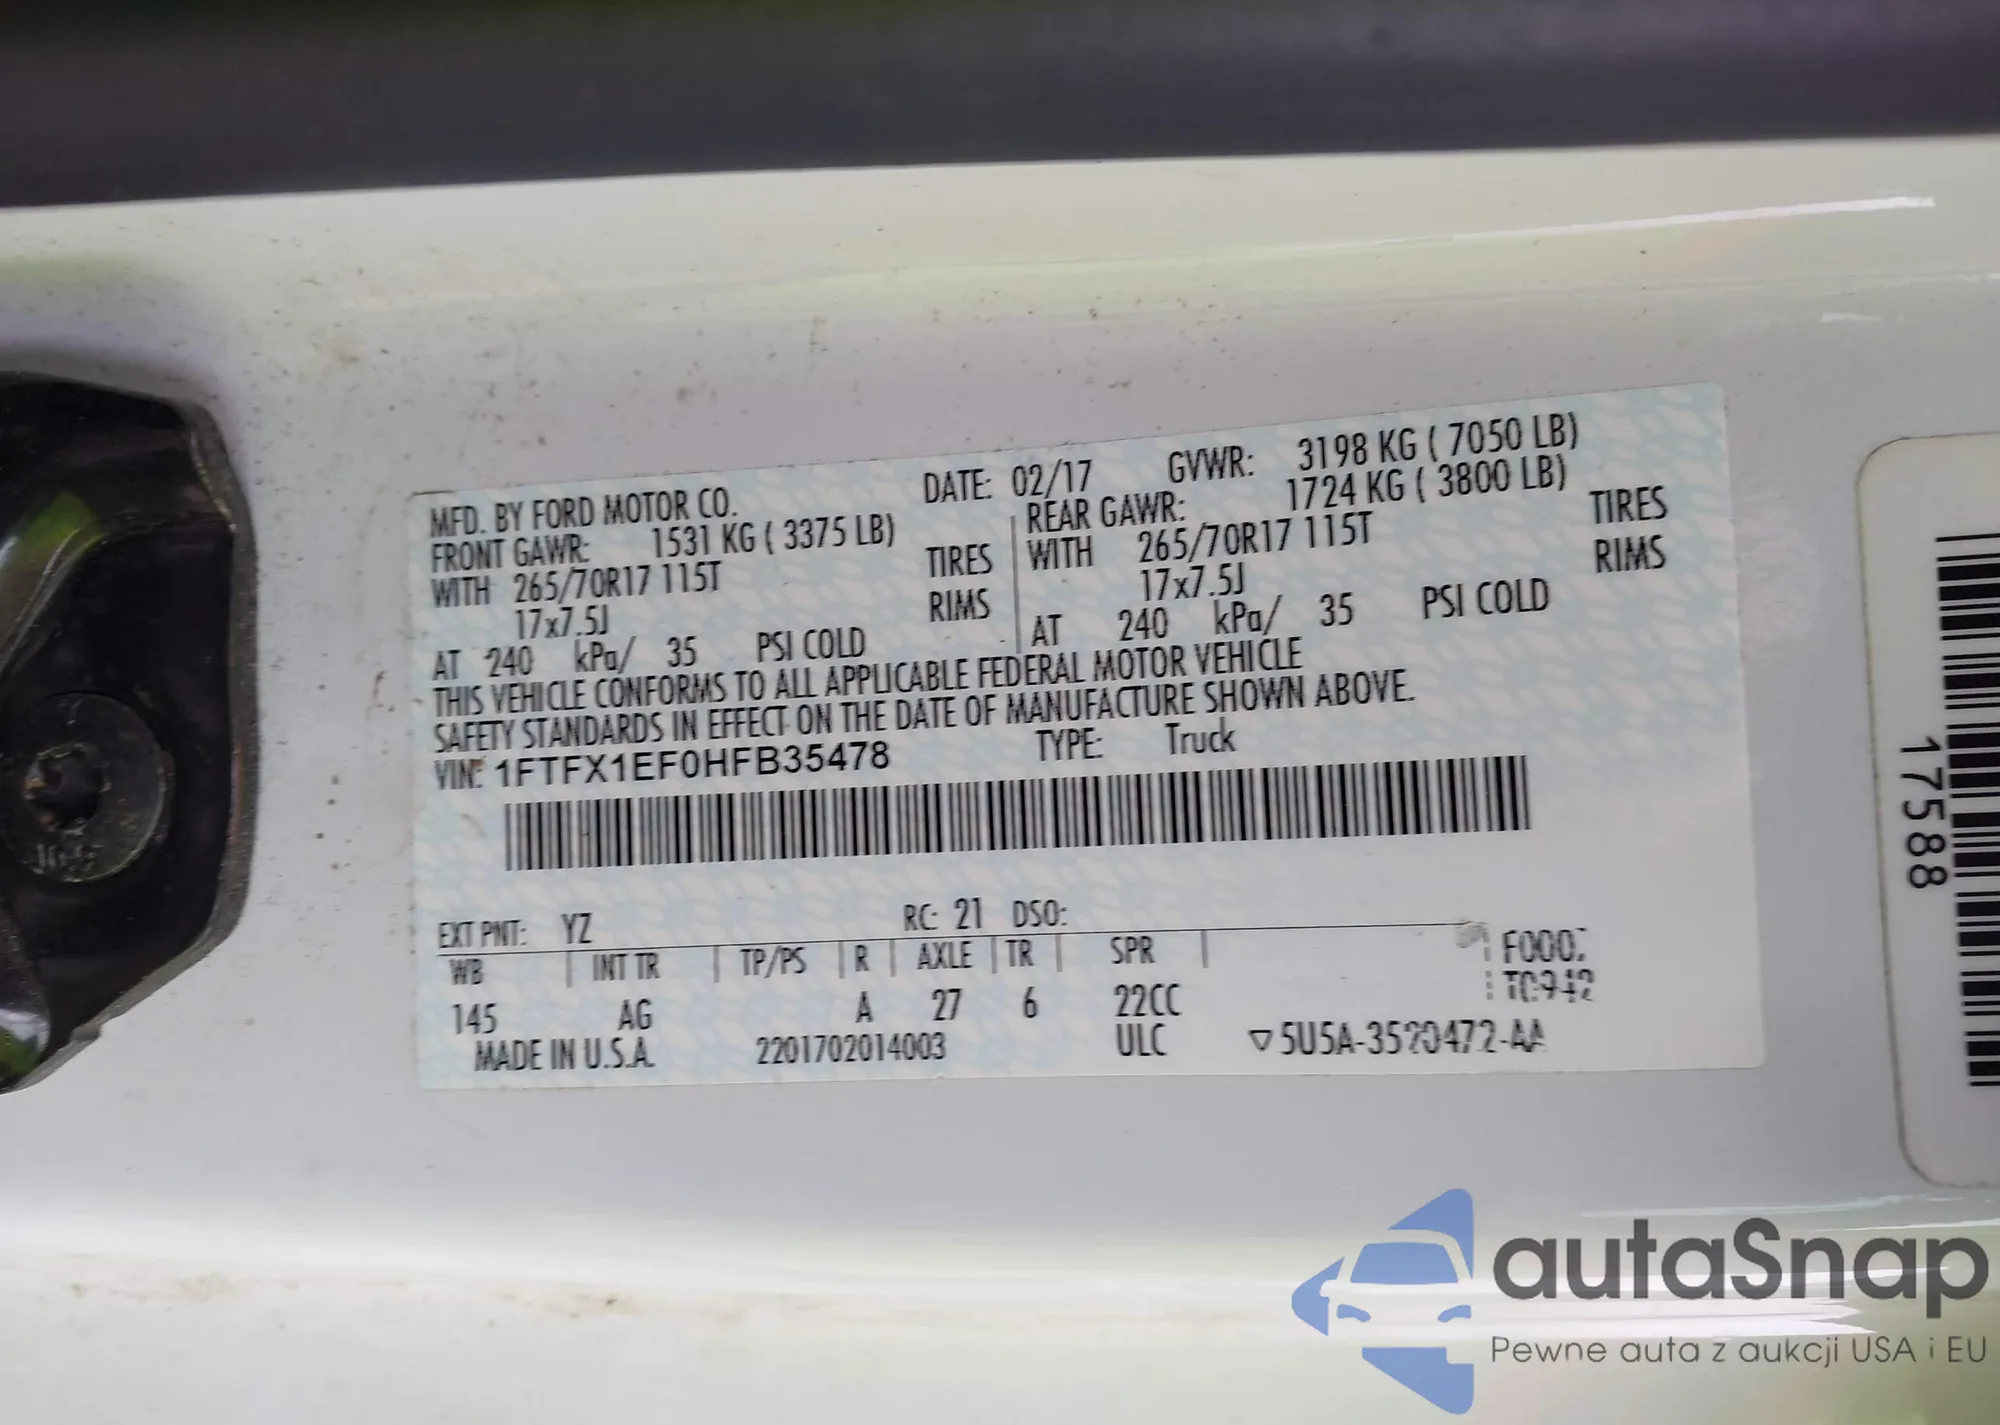 MFD. BY FORD MOTOR CO. DATE: 02/17 GVWR: 3198 KG ( 7050 LB)
FRONT GAWR: 1531 KG ( 3375 LB) REAR GAWR: 1724 KG ( 3800 LB)
WITH 265/70R17 115T TIRES WITH 265/70R17 115T TIRES
17x7.5J RIMS 17x7.5J RIMS
AT 240 kPa/ 35 PSI COLD AT 240 kPa/ 35 PSI COLD
THIS VEHICLE CONFORMS TO ALL APPLICABLE FEDERAL MOTOR VEHICLE
SAFETY STANDARDS IN EFFECT ON THE DATE OF MANUFACTURE SHOWN ABOVE.
VIN: 1FTFX1EF0HFB35478 TYPE: Truck
EXT PNT: YZ RC: 21 DSO:
WB INT TR TP/PS R AXLE TR SPR
145 AG A 27 6 22CC
MADE IN U.S.A. 2201702014003 ULC
17588
autaSnap
Pewne auta z aukcji USA i EU